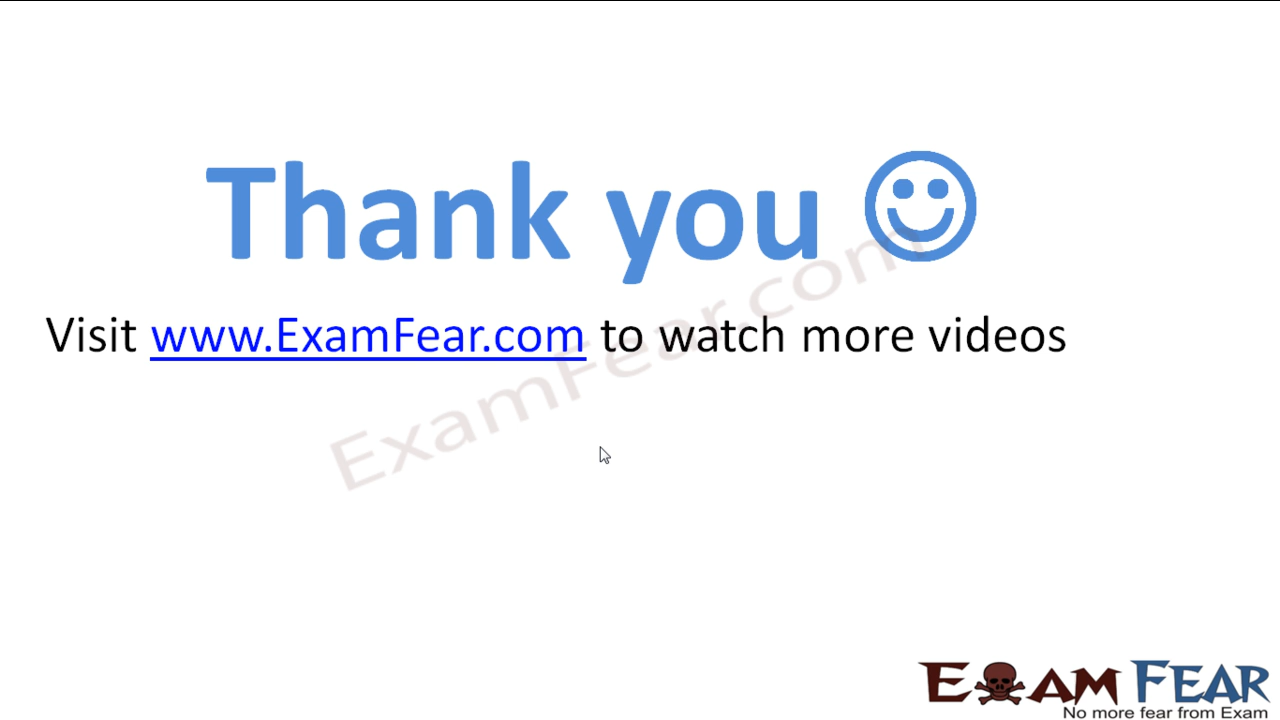 Thank you ☺
Visit www.ExamFear.com to watch more videos
ExamFear.com
EXAM FEAR
No more fear from Exam